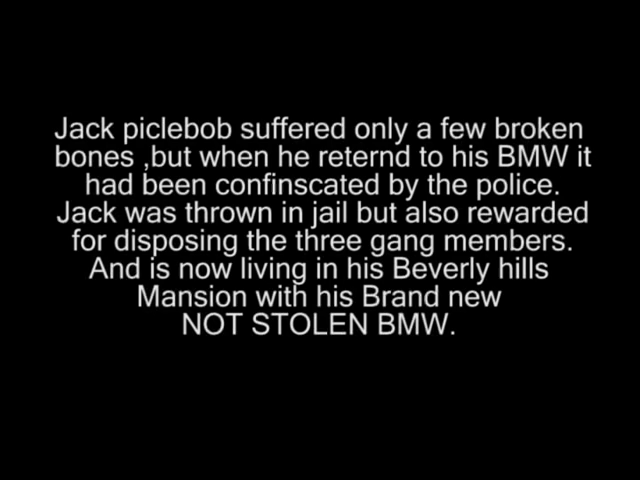 Jack piclebob suffered only a few broken
bones ,but when he reternd to his BMW it
had been confinscated by the police.
Jack was thrown in jail but also rewarded
for disposing the three gang members.
And is now living in his Beverly hills
Mansion with his Brand new
NOT STOLEN BMW.